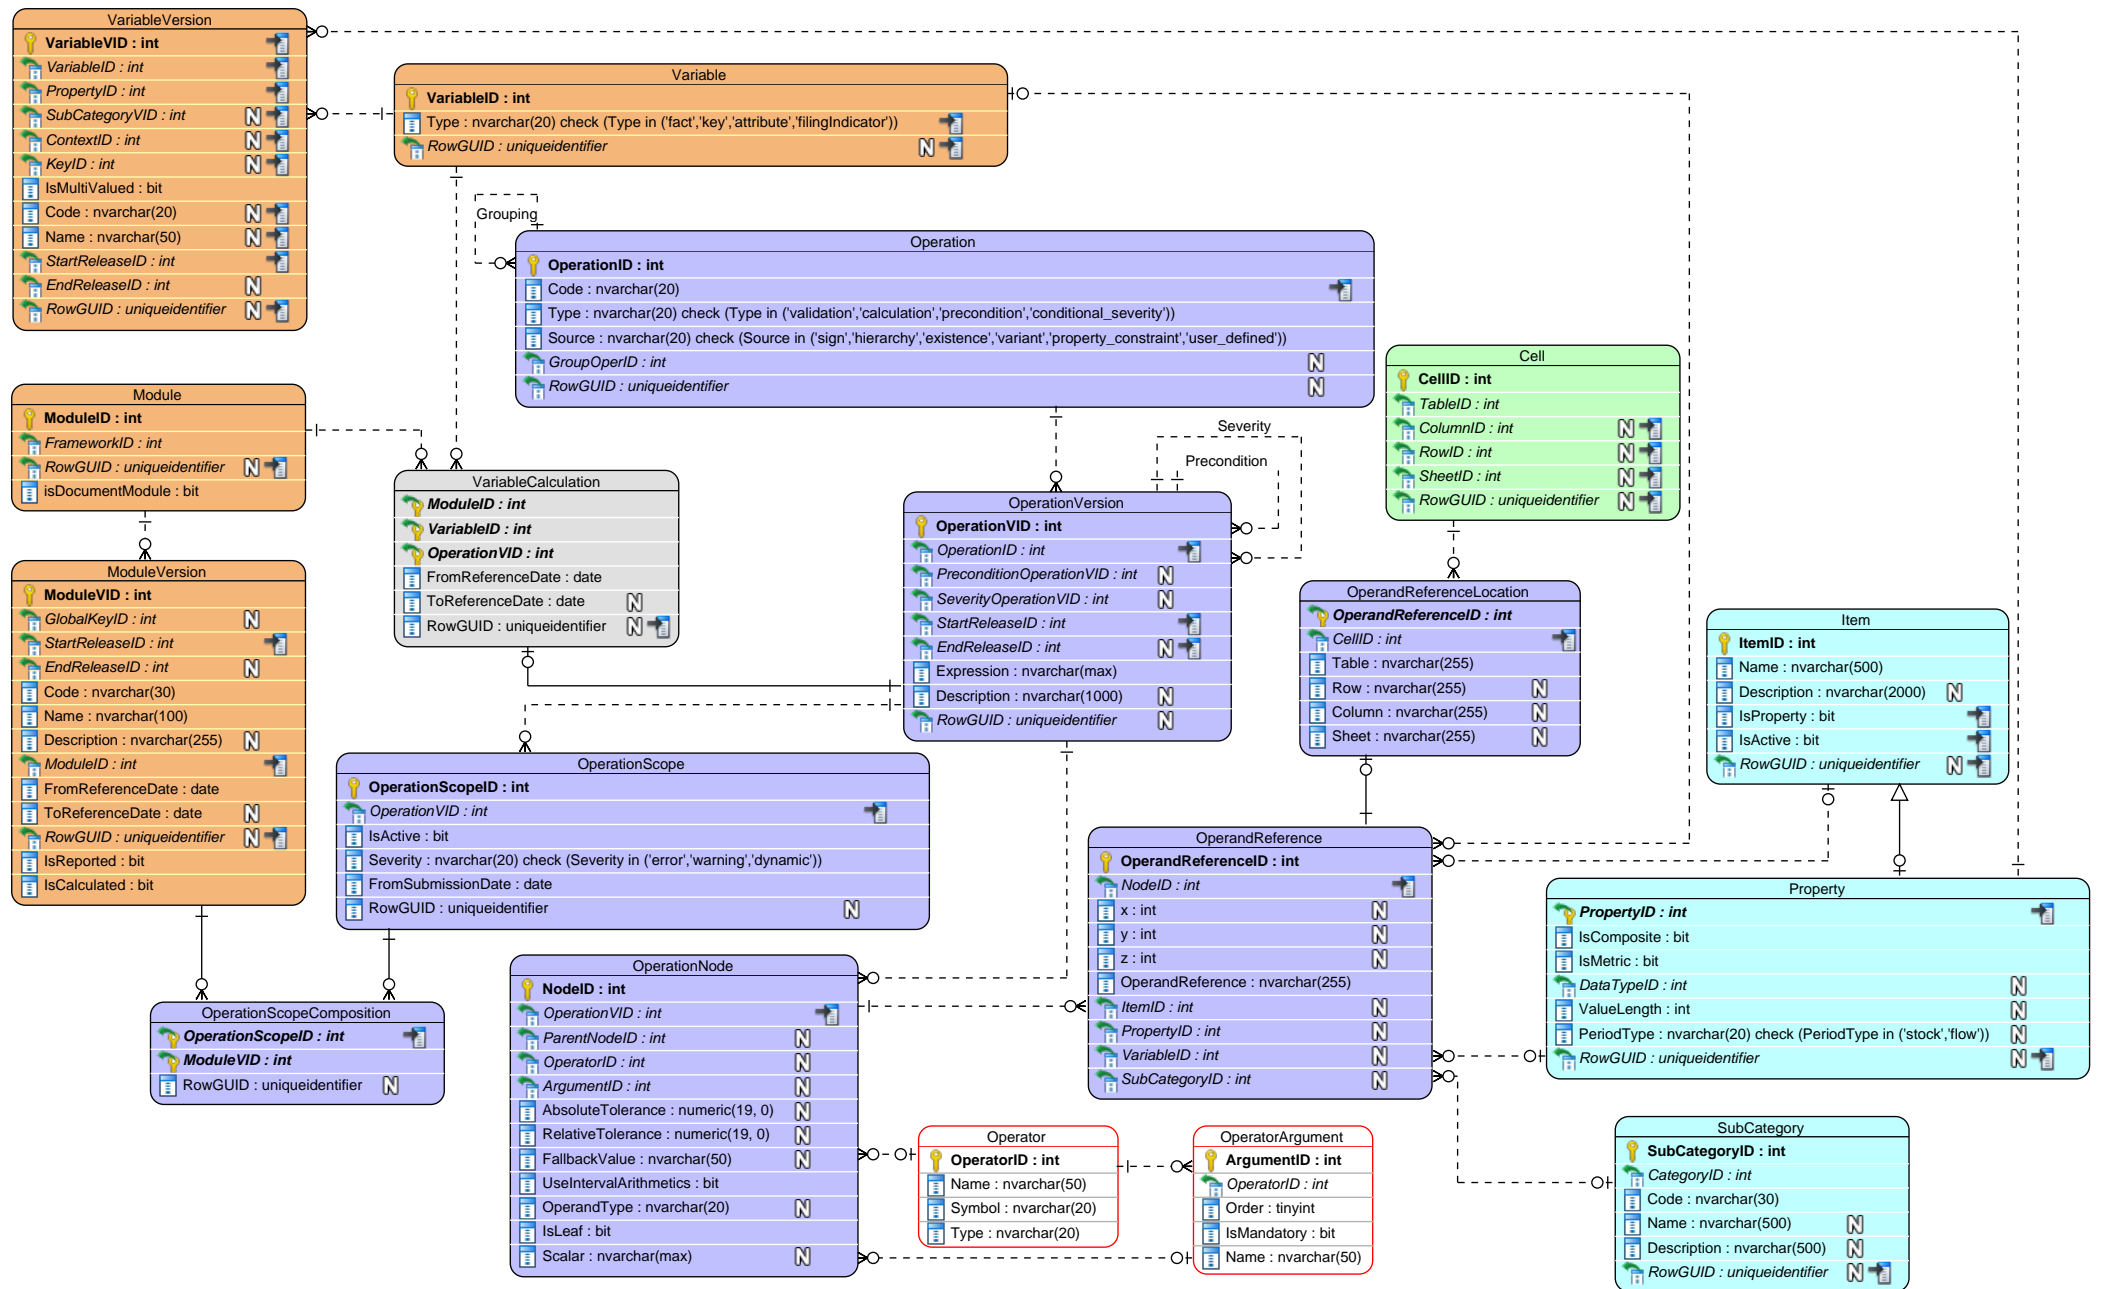 VariableVersion
VariableVID : int
VariableID : int
PropertyID : int
SubCategoryVID : int N
ContextID : int N
KeyID : int N
IsMultiValued : bit
Code : nvarchar(20) N
Name : nvarchar(50) N
StartReleaseID : int
EndReleaseID : int N
RowGUID : uniqueidentifier N
Variable
VariableID : int
Type : nvarchar(20) check (Type in ('fact','key','attribute','filingIndicator'))
RowGUID : uniqueidentifier N
Grouping
Operation
OperationID : int
Code : nvarchar(20)
Type : nvarchar(20) check (Type in ('validation','calculation','precondition','conditional_severity'))
Source : nvarchar(20) check (Source in ('sign','hierarchy','existence','variant','property_constraint','user_defined'))
GroupOperID : int N
RowGUID : uniqueidentifier N
Cell
CellID : int
TableID : int
ColumnID : int N
RowID : int N
SheetID : int N
RowGUID : uniqueidentifier N
Module
ModuleID : int
FrameworkID : int
RowGUID : uniqueidentifier N
isDocumentModule : bit
VariableCalculation
ModuleID : int
VariableID : int
OperationVID : int
FromReferenceDate : date
ToReferenceDate : date N
RowGUID : uniqueidentifier N
Severity
Precondition
OperationVersion
OperationVID : int
OperationID : int
PreconditionOperationVID : int N
SeverityOperationVID : int N
StartReleaseID : int
EndReleaseID : int N
Expression : nvarchar(max)
Description : nvarchar(1000) N
RowGUID : uniqueidentifier N
OperandReferenceLocation
OperandReferenceID : int
CellID : int
Table : nvarchar(255)
Row : nvarchar(255) N
Column : nvarchar(255) N
Sheet : nvarchar(255) N
Item
ItemID : int
Name : nvarchar(500)
Description : nvarchar(2000) N
IsProperty : bit
IsActive : bit
RowGUID : uniqueidentifier N
ModuleVersion
ModuleVID : int
GlobalKeyID : int N
StartReleaseID : int
EndReleaseID : int N
Code : nvarchar(30)
Name : nvarchar(100)
Description : nvarchar(255) N
ModuleID : int
FromReferenceDate : date
ToReferenceDate : date N
RowGUID : uniqueidentifier N
IsReported : bit
IsCalculated : bit
OperationScope
OperationScopeID : int
OperationVID : int
IsActive : bit
Severity : nvarchar(20) check (Severity in ('error','warning','dynamic'))
FromSubmissionDate : date
RowGUID : uniqueidentifier N
OperandReference
OperandReferenceID : int
NodeID : int
x : int N
y : int N
z : int N
OperandReference : nvarchar(255)
ItemID : int N
PropertyID : int N
VariableID : int N
SubCategoryID : int N
Property
PropertyID : int
IsComposite : bit
IsMetric : bit
DataTypeID : int N
ValueLength : int N
PeriodType : nvarchar(20) check (PeriodType in ('stock','flow')) N
RowGUID : uniqueidentifier N
OperationScopeComposition
OperationScopeID : int
ModuleVID : int
RowGUID : uniqueidentifier N
OperationNode
NodeID : int
OperationVID : int
ParentNodeID : int N
OperatorID : int N
ArgumentID : int N
AbsoluteTolerance : numeric(19, 0) N
RelativeTolerance : numeric(19, 0) N
FallbackValue : nvarchar(50) N
UseIntervalArithmetics : bit
OperandType : nvarchar(20) N
IsLeaf : bit
Scalar : nvarchar(max) N
Operator
OperatorID : int
Name : nvarchar(50)
Symbol : nvarchar(20)
Type : nvarchar(20)
OperatorArgument
ArgumentID : int
OperatorID : int
Order : tinyint
IsMandatory : bit
Name : nvarchar(50)
SubCategory
SubCategoryID : int
CategoryID : int
Code : nvarchar(30)
Name : nvarchar(500) N
Description : nvarchar(500) N
RowGUID : uniqueidentifier N